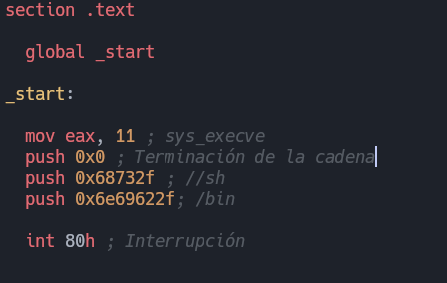 section .text
global _start
_start:
mov eax, 11 ; sys_execve
push 0x0 ; Terminación de la cadena
push 0x68732f ; //sh
push 0x6e69622f; /bin
int 80h ; Interrupción